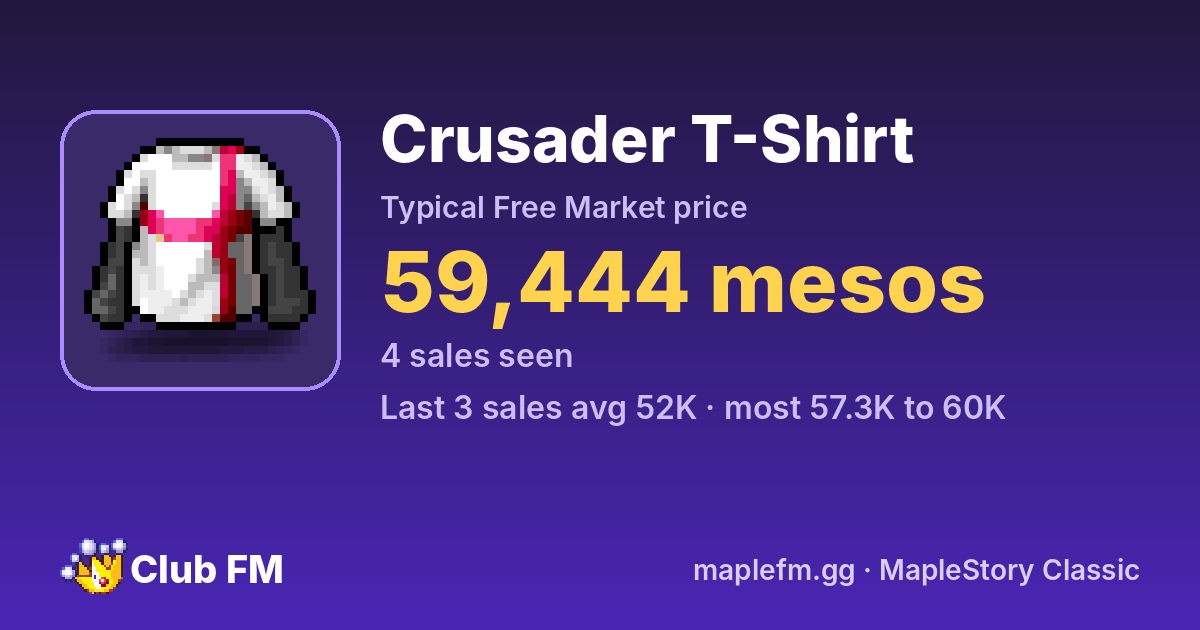 Crusader T-Shirt
Typical Free Market price
59,444 mesos
4 sales seen
Last 3 sales avg 52K · most 57.3K to 60K
Club FM
maplefm.gg · MapleStory Classic